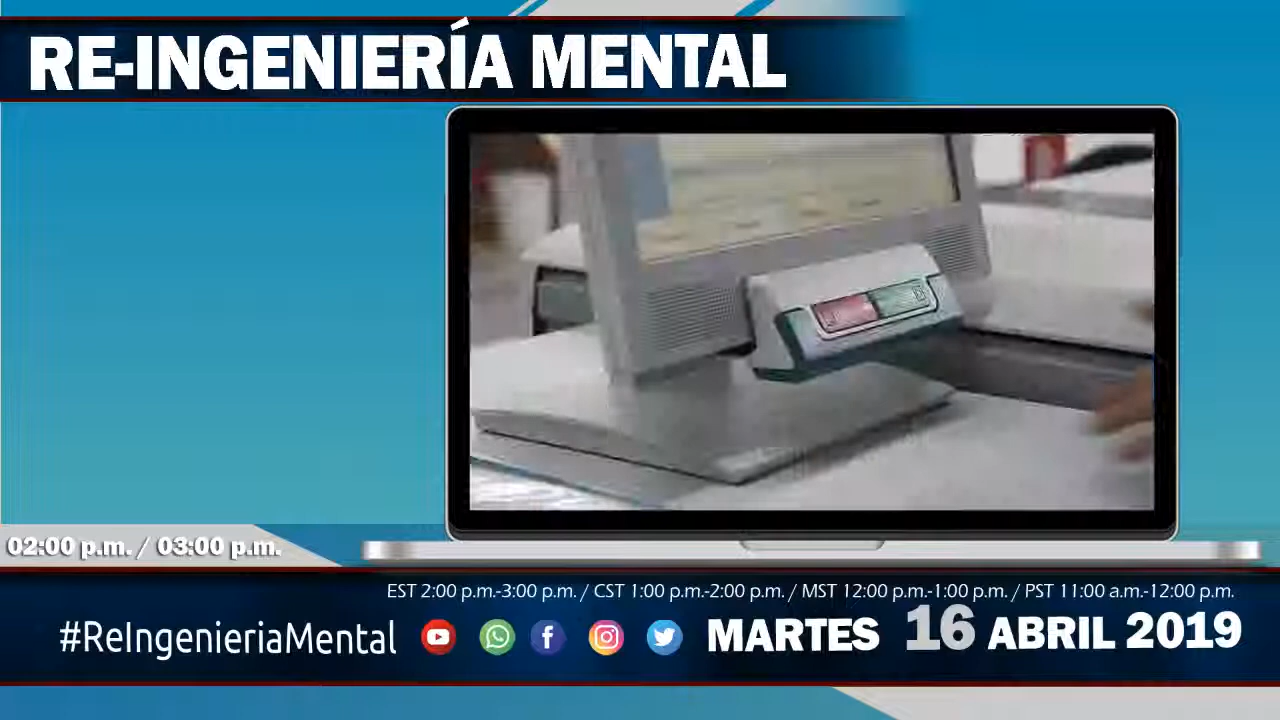 RE-INGENIERÍA MENTAL
02:00 p.m. / 03:00 p.m.
EST 2:00 p.m.-3:00 p.m. / CST 1:00 p.m.-2:00 p.m. / MST 12:00 p.m.-1:00 p.m. / PST 11:00 a.m.-12:00 p.m.
#ReIngenieriaMental
MARTES 16 ABRIL 2019